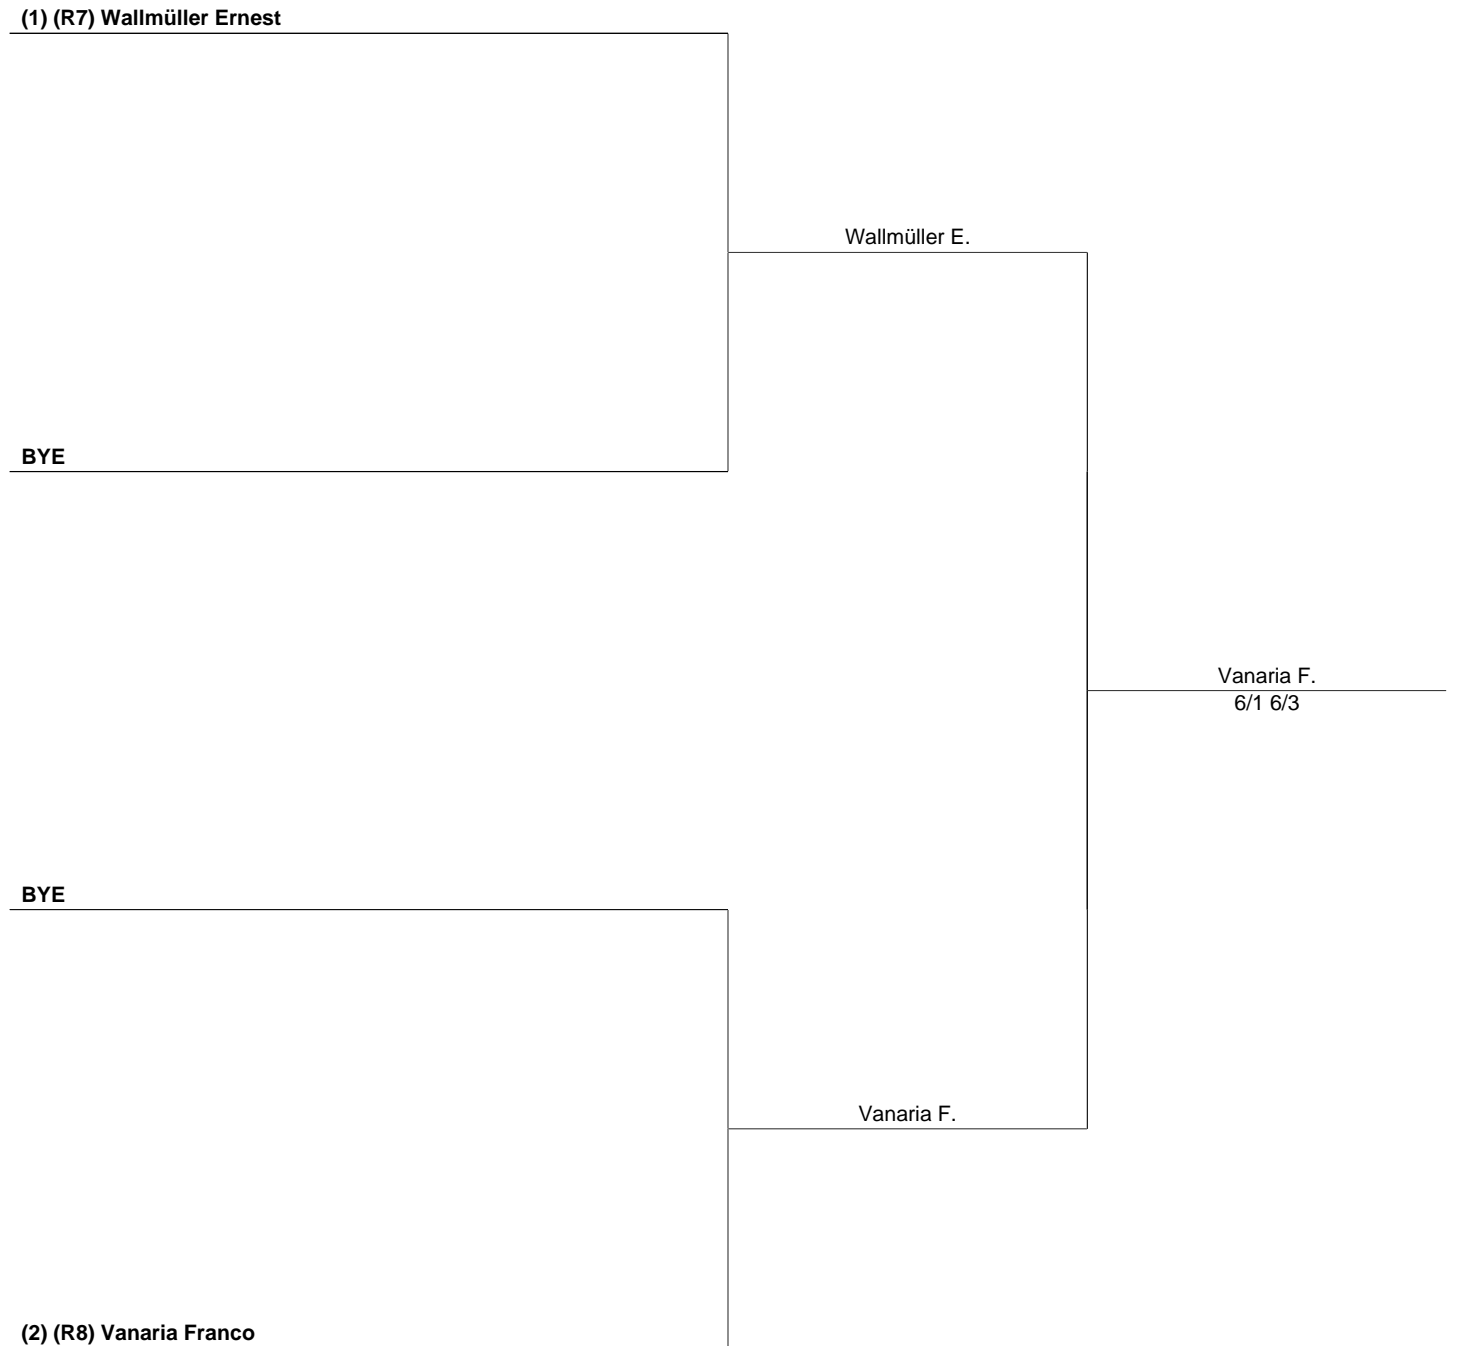 (1) (R7) Wallmüller Ernest
Wallmüller E.
BYE
Vanaria F.
6/1 6/3
BYE
Vanaria F.
(2) (R8) Vanaria Franco